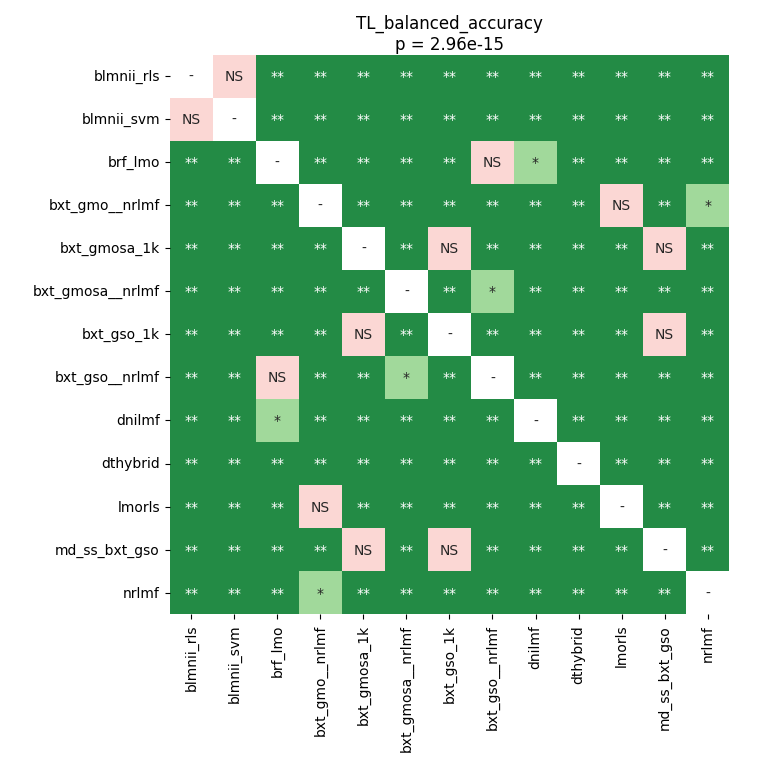 TL_balanced_accuracy
p = 2.96e-15
blmnii_rls - NS ** ** ** ** ** ** ** ** ** ** **
blmnii_svm NS - ** ** ** ** ** ** ** ** ** ** **
brf_lmo ** ** - ** ** ** ** NS * ** ** ** **
bxt_gmo__nrlmf ** ** ** - ** ** ** ** ** ** NS ** *
bxt_gmosa_1k ** ** ** ** - ** NS ** ** ** ** NS **
bxt_gmosa__nrlmf ** ** ** ** ** - ** * ** ** ** ** **
bxt_gso_1k ** ** ** ** NS ** - ** ** ** ** NS **
bxt_gso__nrlmf ** ** NS ** ** * ** - ** ** ** ** **
dnilmf ** ** * ** ** ** ** ** - ** ** ** **
dthybrid ** ** ** ** ** ** ** ** ** - ** ** **
lmorls ** ** ** NS ** ** ** ** ** ** - ** **
md_ss_bxt_gso ** ** ** ** NS ** NS ** ** ** ** - **
nrlmf ** ** ** * ** ** ** ** ** ** ** ** -
blmnii_rls
blmnii_svm
brf_lmo
bxt_gmo__nrlmf
bxt_gmosa_1k
bxt_gmosa__nrlmf
bxt_gso_1k
bxt_gso__nrlmf
dnilmf
dthybrid
lmorls
md_ss_bxt_gso
nrlmf